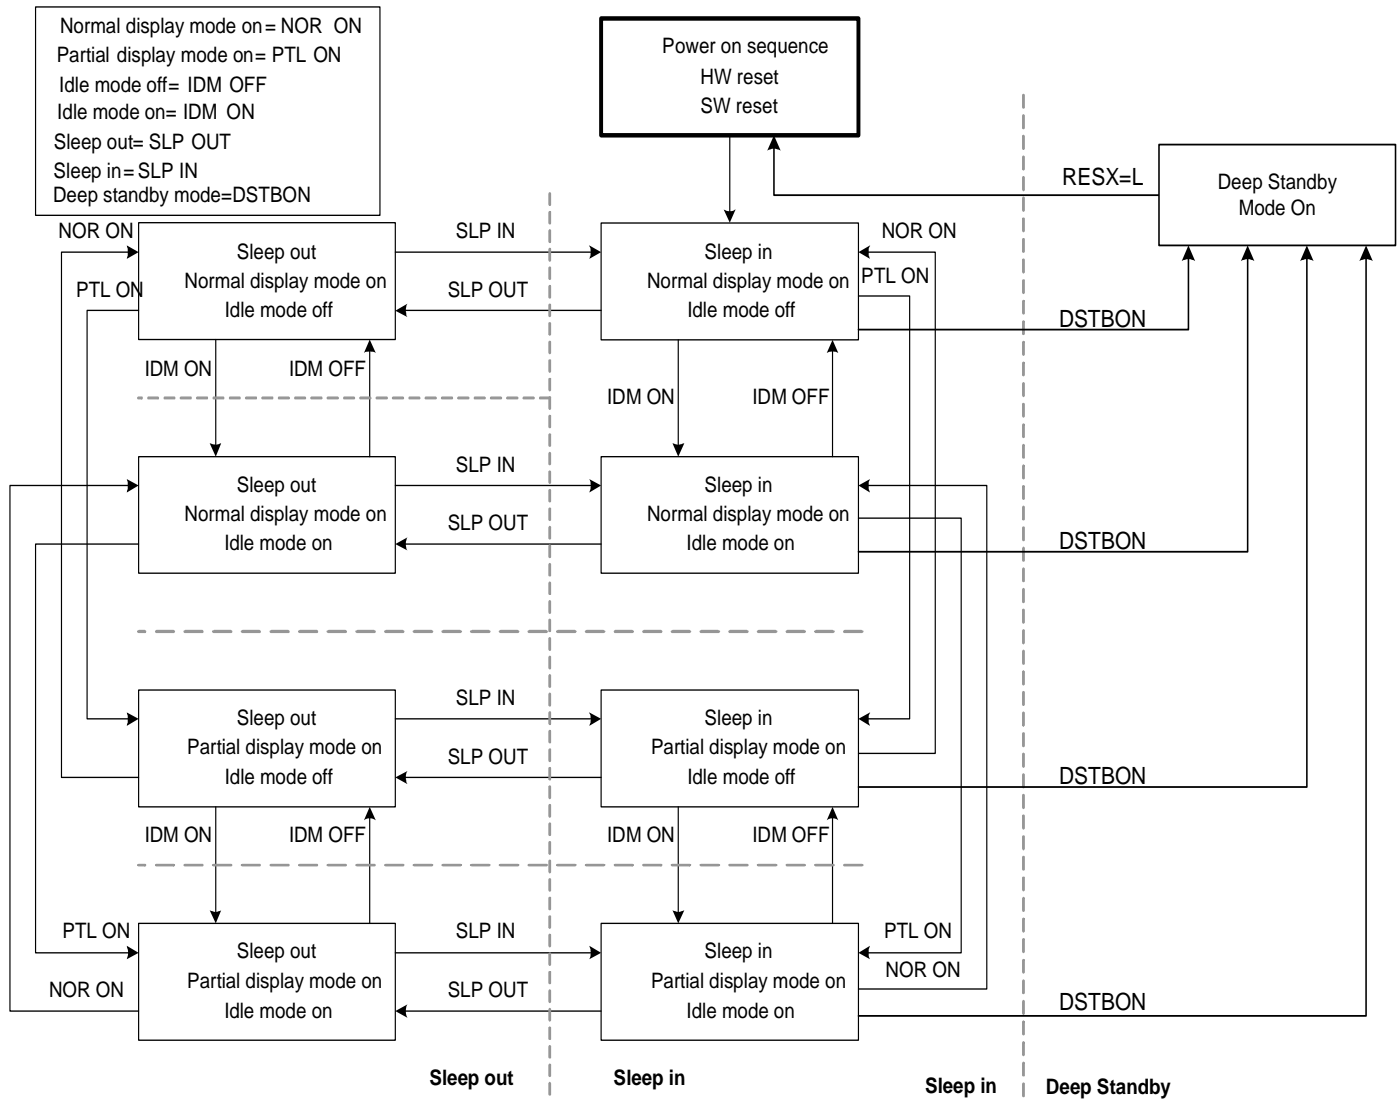 Normal display mode on= NOR ON
Partial display mode on= PTL ON
Idle mode off= IDM OFF
Idle mode on= IDM ON
Sleep out= SLP OUT
Sleep in= SLP IN
Deep standby mode=DSTBON
Power on sequence
HW reset
SW reset
RESX=L
Deep Standby
Mode On
NOR ON
PTL ON
Sleep out
Normal display mode on
Idle mode off
SLP IN
SLP OUT
Sleep in
Normal display mode on
Idle mode off
NOR ON
PTL ON
DSTBON
IDM ON
IDM OFF
IDM ON
IDM OFF
Sleep out
Normal display mode on
Idle mode on
SLP IN
SLP OUT
Sleep in
Normal display mode on
Idle mode on
DSTBON
Sleep out
Partial display mode on
Idle mode off
SLP IN
SLP OUT
Sleep in
Partial display mode on
Idle mode off
DSTBON
IDM ON
IDM OFF
IDM ON
IDM OFF
PTL ON
NOR ON
Sleep out
Partial display mode on
Idle mode on
SLP IN
SLP OUT
Sleep in
Partial display mode on
Idle mode on
PTL ON
NOR ON
DSTBON
Sleep out
Sleep in
Sleep in
Deep Standby